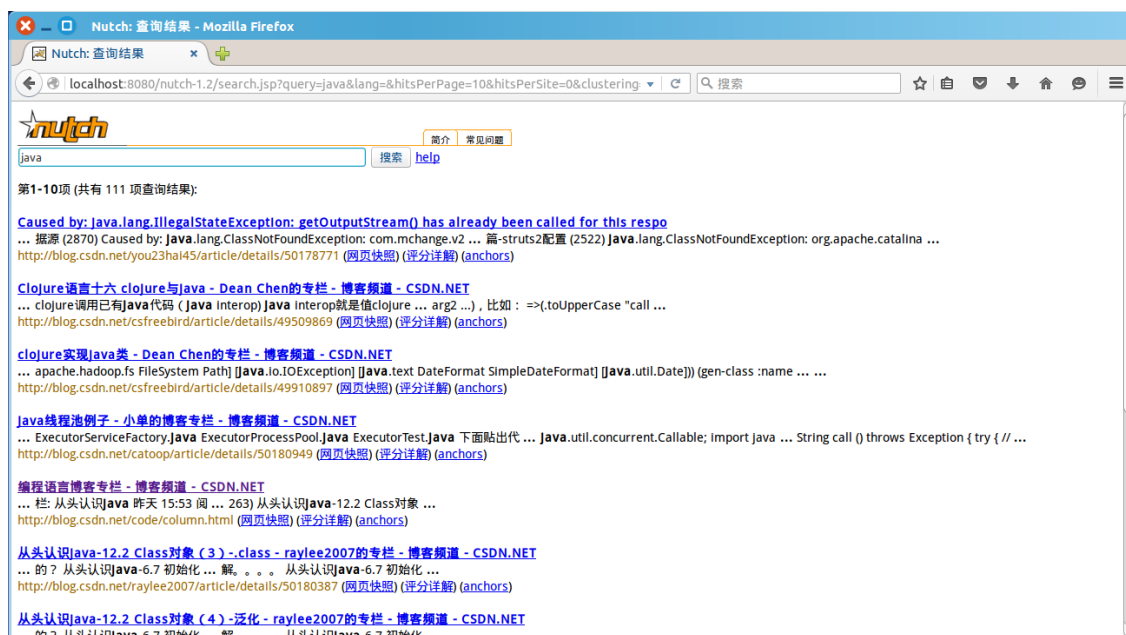 Nutch: 查询结果 - Mozilla Firefox
Nutch: 查询结果
localhost:8080/nutch-1.2/search.jsp?query=java&lang=&hitsPerPage=10&hitsPerSite=0&clustering:
搜索
nutch
简介 常见问题
java 搜索 help
第1-10项 (共有 111 项查询结果):
Caused by: java.lang.IllegalStateException: getOutputStream() has already been called for this respo
... 据源 (2870) Caused by: java.lang.ClassNotFoundException: com.mchange.v2 ... 篇-struts2配置 (2522) java.lang.ClassNotFoundException: org.apache.catalina ...
http://blog.csdn.net/you23hai45/article/details/50178771 (网页快照) (评分详解) (anchors)
Clojure语言十六 clojure与Java - Dean Chen的专栏 - 博客频道 - CSDN.NET
... clojure调用已有Java代码 ( Java interop) Java interop就是值clojure ... arg2 ...) , 比如 : =>(.toUpperCase "call ...
http://blog.csdn.net/csfreebird/article/details/49509869 (网页快照) (评分详解) (anchors)
clojure实现Java类 - Dean Chen的专栏 - 博客频道 - CSDN.NET
... apache.hadoop.fs FileSystem Path] [java.io.IOException] [java.text DateFormat SimpleDateFormat] [java.util.Date])) (gen-class :name ... ...
http://blog.csdn.net/csfreebird/article/details/49910897 (网页快照) (评分详解) (anchors)
Java线程池例子 - 小单的博客专栏 - 博客频道 - CSDN.NET
... ExecutorServiceFactory.java ExecutorProcessPool.java ExecutorTest.java 下面贴出代 ... java.util.concurrent.Callable; import java ... String call () throws Exception { try { // ...
http://blog.csdn.net/catoop/article/details/50180949 (网页快照) (评分详解) (anchors)
编程语言博客专栏 - 博客频道 - CSDN.NET
... 栏: 从头认识Java 昨天 15:53 阅 ... 263) 从头认识Java-12.2 Class对象 ...
http://blog.csdn.net/code/column.html (网页快照) (评分详解) (anchors)
从头认识Java-12.2 Class对象（3）-.class - raylee2007的专栏 - 博客频道 - CSDN.NET
... 的？ 从头认识Java-6.7 初始化 ... 解。。。。 从头认识Java-6.7 初始化 ...
http://blog.csdn.net/raylee2007/article/details/50180387 (网页快照) (评分详解) (anchors)
从头认识Java-12.2 Class对象（4）-泛化 - raylee2007的专栏 - 博客频道 - CSDN.NET